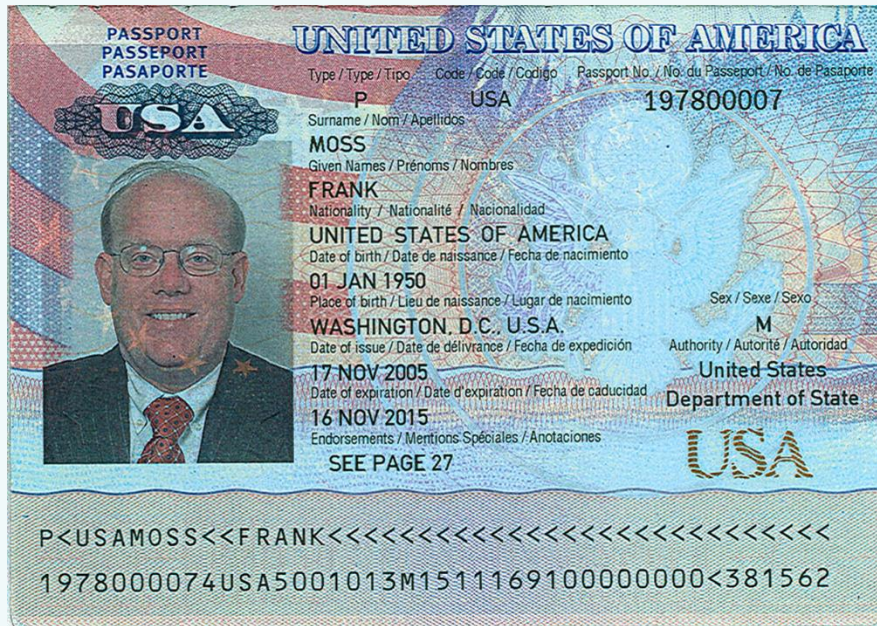 PASSPORT
PASSEPORT
PASAPORTE
USA
UNITED STATES OF AMERICA
Type / Type / Tipo Code / Code / Codigo Passport No. / No. du Passeport / No. de Pasaporte
P USA 197800007
Surname / Nom / Apellidos
MOSS
Given Names / Prénoms / Nombres
FRANK
Nationality / Nationalité / Nacionalidad
UNITED STATES OF AMERICA
Date of birth / Date de naissance / Fecha de nacimiento
01 JAN 1950
Place of birth / Lieu de naissance / Lugar de nacimiento Sex / Sexe / Sexo
WASHINGTON, D.C., U.S.A. M
Date of issue / Date de délivrance / Fecha de expedición Authority / Autorité / Autoridad
17 NOV 2005 United States
Date of expiration / Date d'expiration / Fecha de caducidad Department of State
16 NOV 2015
Endorsements / Mentions Spéciales / Anotaciones
SEE PAGE 27
USA
P<USAMOSS<<FRANK<<<<<<<<<<<<<<<<<<<<<<<<<<<<
1978000074USA5001013M1511169100000000<381562